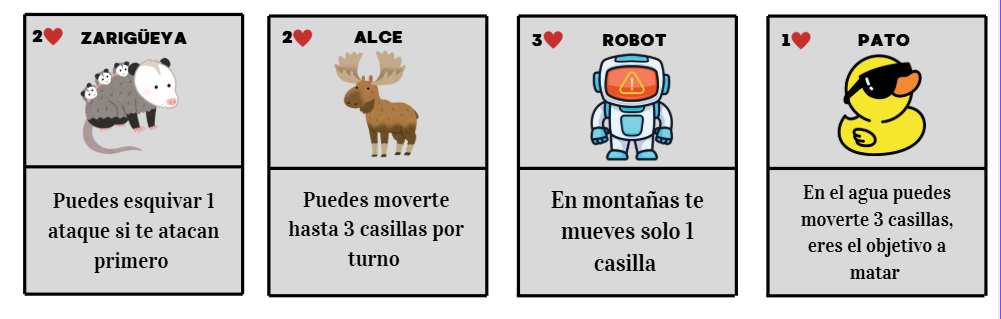 2 ZARIGÜEYA
Puedes esquivar 1
ataque si te atacan
primero
2 ALCE
Puedes moverte
hasta 3 casillas por
turno
3 ROBOT
En montañas te
mueves solo 1
casilla
1 PATO
En el agua puedes
moverte 3 casillas,
eres el objetivo a
matar